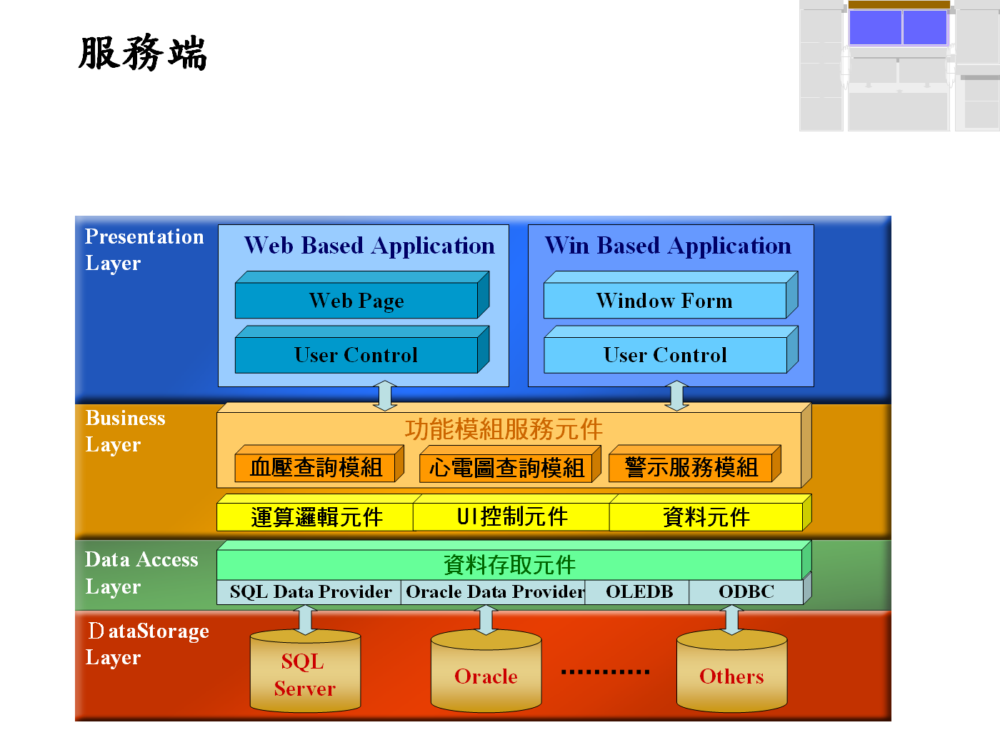 服務端
Presentation
Layer
Web Based Application
Win Based Application
Web Page
Window Form
User Control
User Control
Business
Layer
功能模組服務元件
血壓查詢模組
心電圖查詢模組
警示服務模組
運算邏輯元件
UI控制元件
資料元件
Data Access
Layer
資料存取元件
SQL Data Provider
Oracle Data Provider
OLEDB
ODBC
DataStorage
Layer
SQL
Server
Oracle
...........
Others